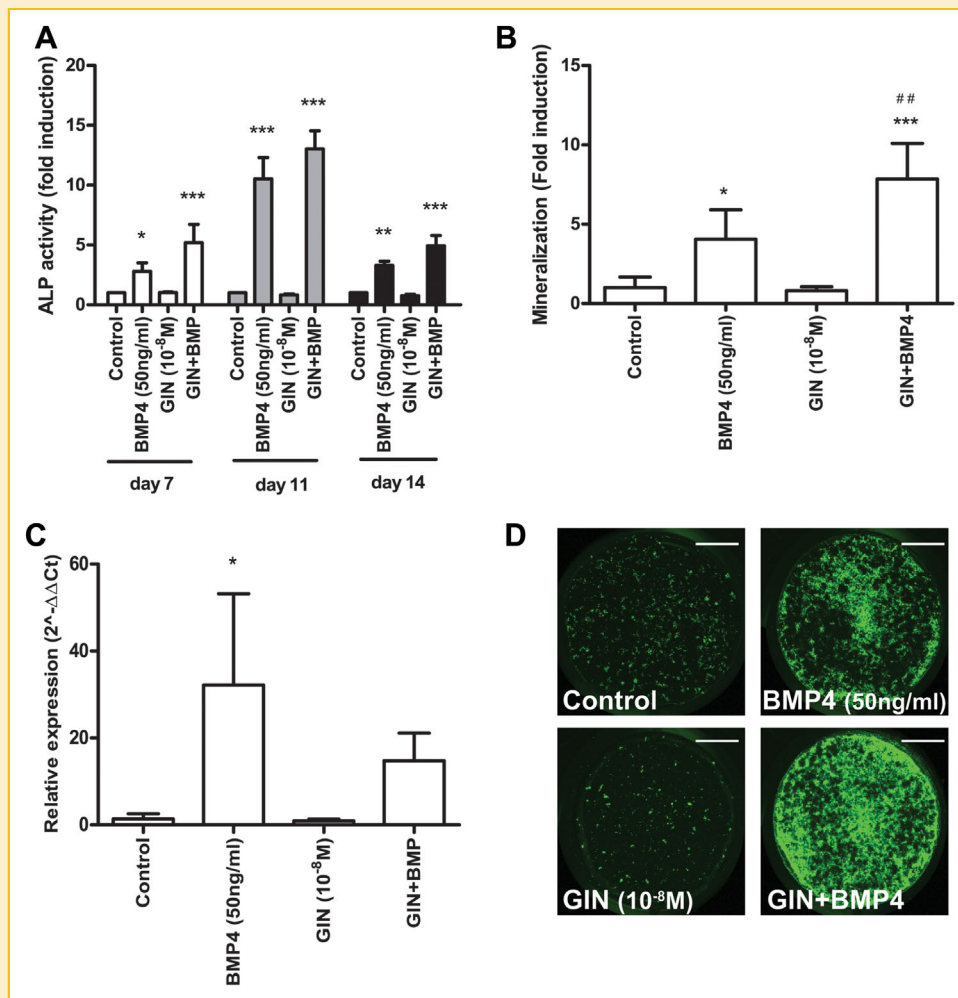 A
ALP activity (fold induction)
20
15
10
5
0
*
***
***
***
**
***
Control
BMP4 (50ng/ml)
GIN (10⁻⁸M)
GIN+BMP
Control
BMP4 (50ng/ml)
GIN (10⁻⁸M)
GIN+BMP
Control
BMP4 (50ng/ml)
GIN (10⁻⁸M)
GIN+BMP
day 7
day 11
day 14
B
Mineralization (Fold induction)
15
10
5
0
*
##
***
Control
BMP4 (50ng/ml)
GIN (10⁻⁸M)
GIN+BMP4
C
Relative expression (2^-ΔΔCt)
60
40
20
0
*
Control
BMP4 (50ng/ml)
GIN (10⁻⁸M)
GIN+BMP
D
Control
BMP4 (50ng/ml)
GIN (10⁻⁸M)
GIN+BMP4